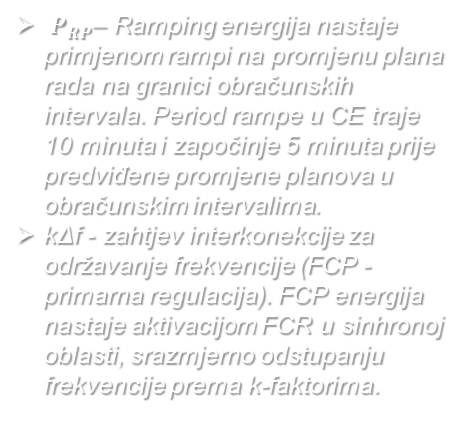 ➢ P_RP– Ramping energija nastaje
primjenom rampi na promjenu plana
rada na granici obračunskih
intervala. Period rampe u CE traje
10 minuta i započinje 5 minuta prije
predviđene promjene planova u
obračunskim intervalima.
➢ kΔf - zahtjev interkonekcije za
održavanje frekvencije (FCP -
primarna regulacija). FCP energija
nastaje aktivacijom FCR u sinhronoj
oblasti, srazmjerno odstupanju
frekvencije prema k-faktorima.